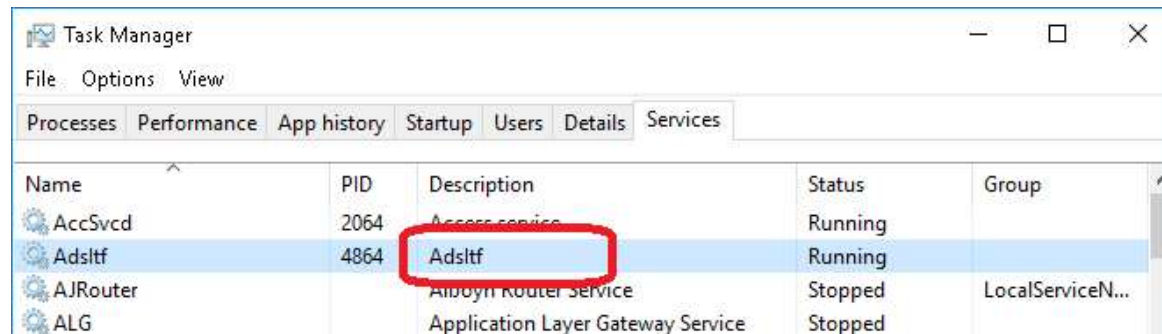 Task Manager
File Options View
Processes Performance App history Startup Users Details Services
Name PID Description Status Group
AccSvcd 2064 Access service Running
Adsltf 4864 Adsltf Running
AJRouter AllJoyn Router Service Stopped LocalServiceN...
ALG Application Layer Gateway Service Stopped